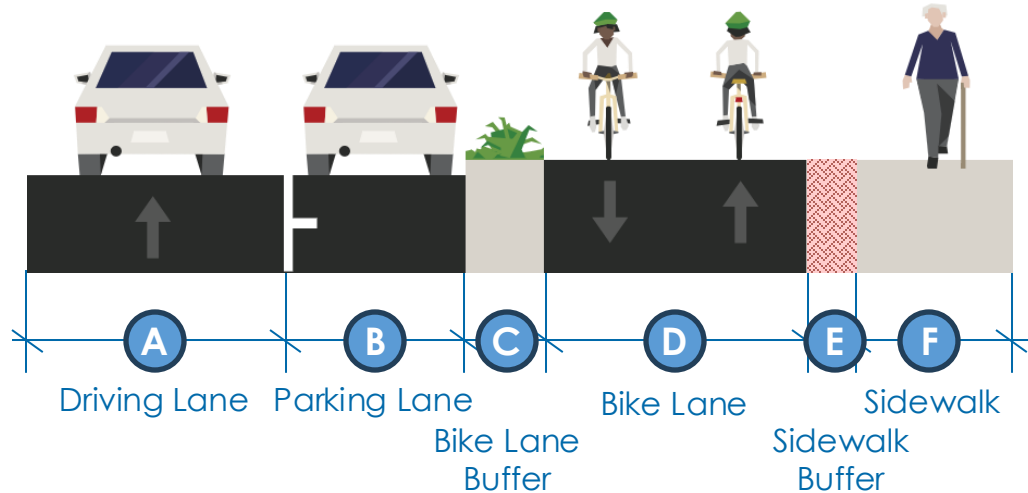 A
B
C
D
E
F
Driving Lane
Parking Lane
Bike Lane
Buffer
Bike Lane
Sidewalk
Buffer
Sidewalk